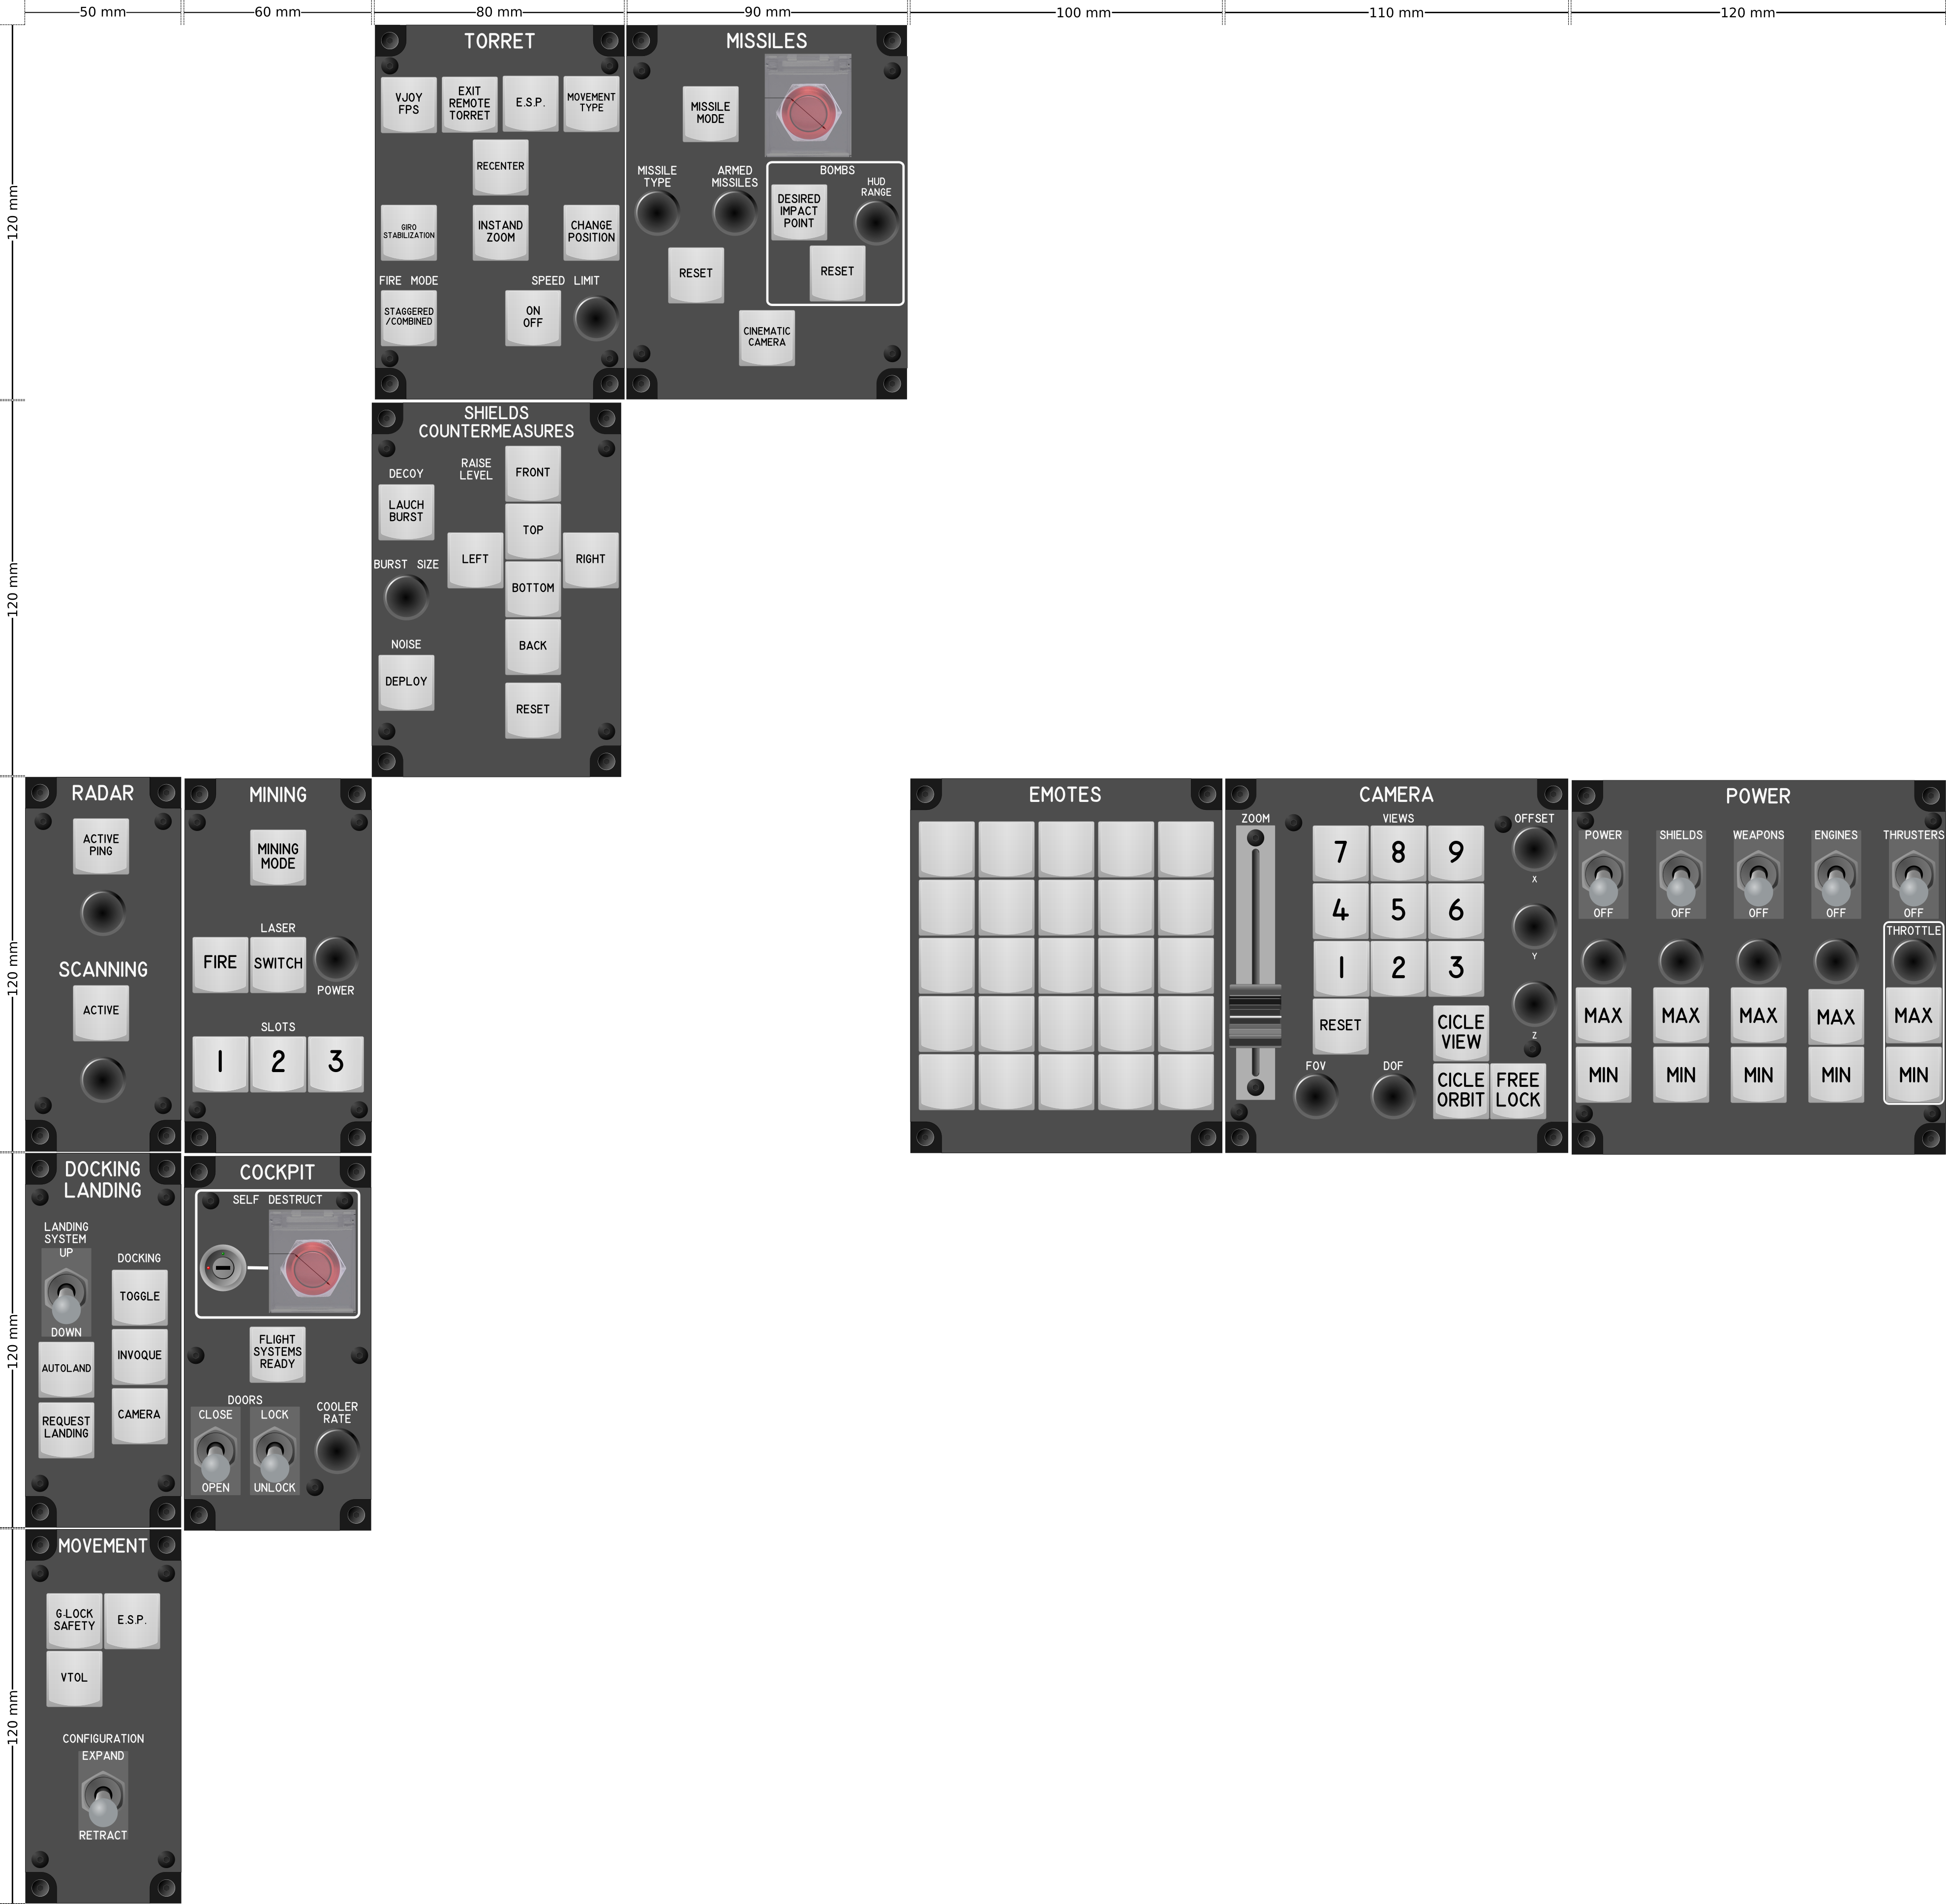 50 mm
60 mm
80 mm
90 mm
100 mm
110 mm
120 mm
120 mm
TORRET
VJOY
FPS
EXIT
REMOTE
TORRET
E.S.P.
MOVEMENT
TYPE
RECENTER
GIRO
STABILIZATION
INSTAND
ZOOM
CHANGE
POSITION
FIRE MODE
STAGGERED
/COMBINED
SPEED LIMIT
ON
OFF
MISSILES
MISSILE
MODE
MISSILE
TYPE
ARMED
MISSILES
RESET
BOMBS
DESIRED
IMPACT
POINT
HUD
RANGE
RESET
CINEMATIC
CAMERA
120 mm
SHIELDS
COUNTERMEASURES
DECOY
LAUCH
BURST
BURST SIZE
NOISE
DEPLOY
RAISE
LEVEL
FRONT
TOP
LEFT
RIGHT
BOTTOM
BACK
RESET
120 mm
RADAR
ACTIVE
PING
SCANNING
ACTIVE
MINING
MINING
MODE
LASER
FIRE
SWITCH
POWER
SLOTS
1
2
3
EMOTES
CAMERA
ZOOM
VIEWS
OFFSET
7
8
9
X
4
5
6
Y
1
2
3
Z
RESET
CICLE
VIEW
FOV
DOF
CICLE
ORBIT
FREE
LOCK
POWER
POWER
OFF
SHIELDS
OFF
WEAPONS
OFF
ENGINES
OFF
THRUSTERS
OFF
THROTTLE
MAX
MAX
MAX
MAX
MAX
MIN
MIN
MIN
MIN
MIN
120 mm
DOCKING
LANDING
LANDING
SYSTEM
UP
DOWN
AUTOLAND
REQUEST
LANDING
DOCKING
TOGGLE
INVOQUE
CAMERA
COCKPIT
SELF DESTRUCT
FLIGHT
SYSTEMS
READY
DOORS
CLOSE
OPEN
LOCK
UNLOCK
COOLER
RATE
120 mm
MOVEMENT
G-LOCK
SAFETY
E.S.P.
VTOL
CONFIGURATION
EXPAND
RETRACT